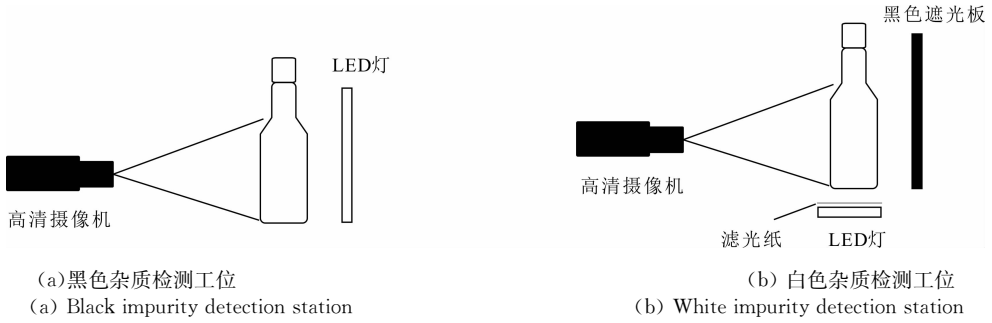 LED灯
高清摄像机
(a)黑色杂质检测工位
(a) Black impurity detection station
黑色遮光板
高清摄像机
滤光纸
LED灯
(b) 白色杂质检测工位
(b) White impurity detection station